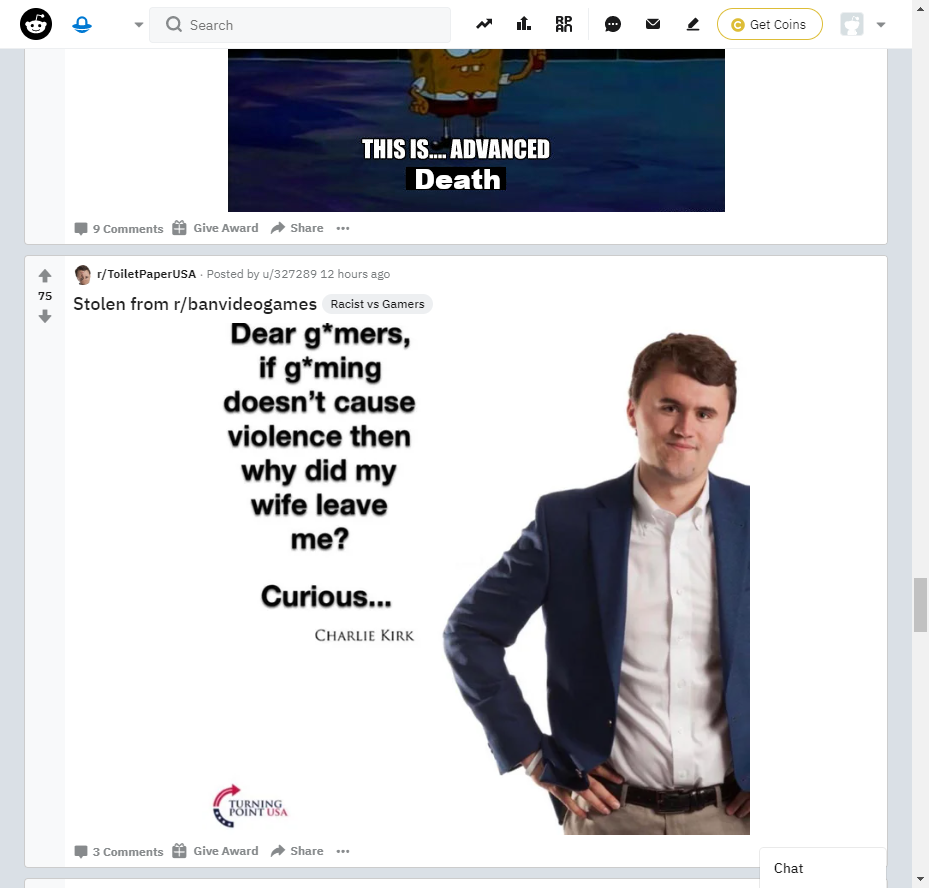 Search
Get Coins
THIS IS.... ADVANCED
Death
9 Comments Give Award Share
r/ToiletPaperUSA · Posted by u/327289 12 hours ago
75
Stolen from r/banvideogames Racist vs Gamers
Dear g*mers,
if g*ming
doesn't cause
violence then
why did my
wife leave
me?
Curious...
CHARLIE KIRK
TURNING
POINT USA
3 Comments Give Award Share
Chat